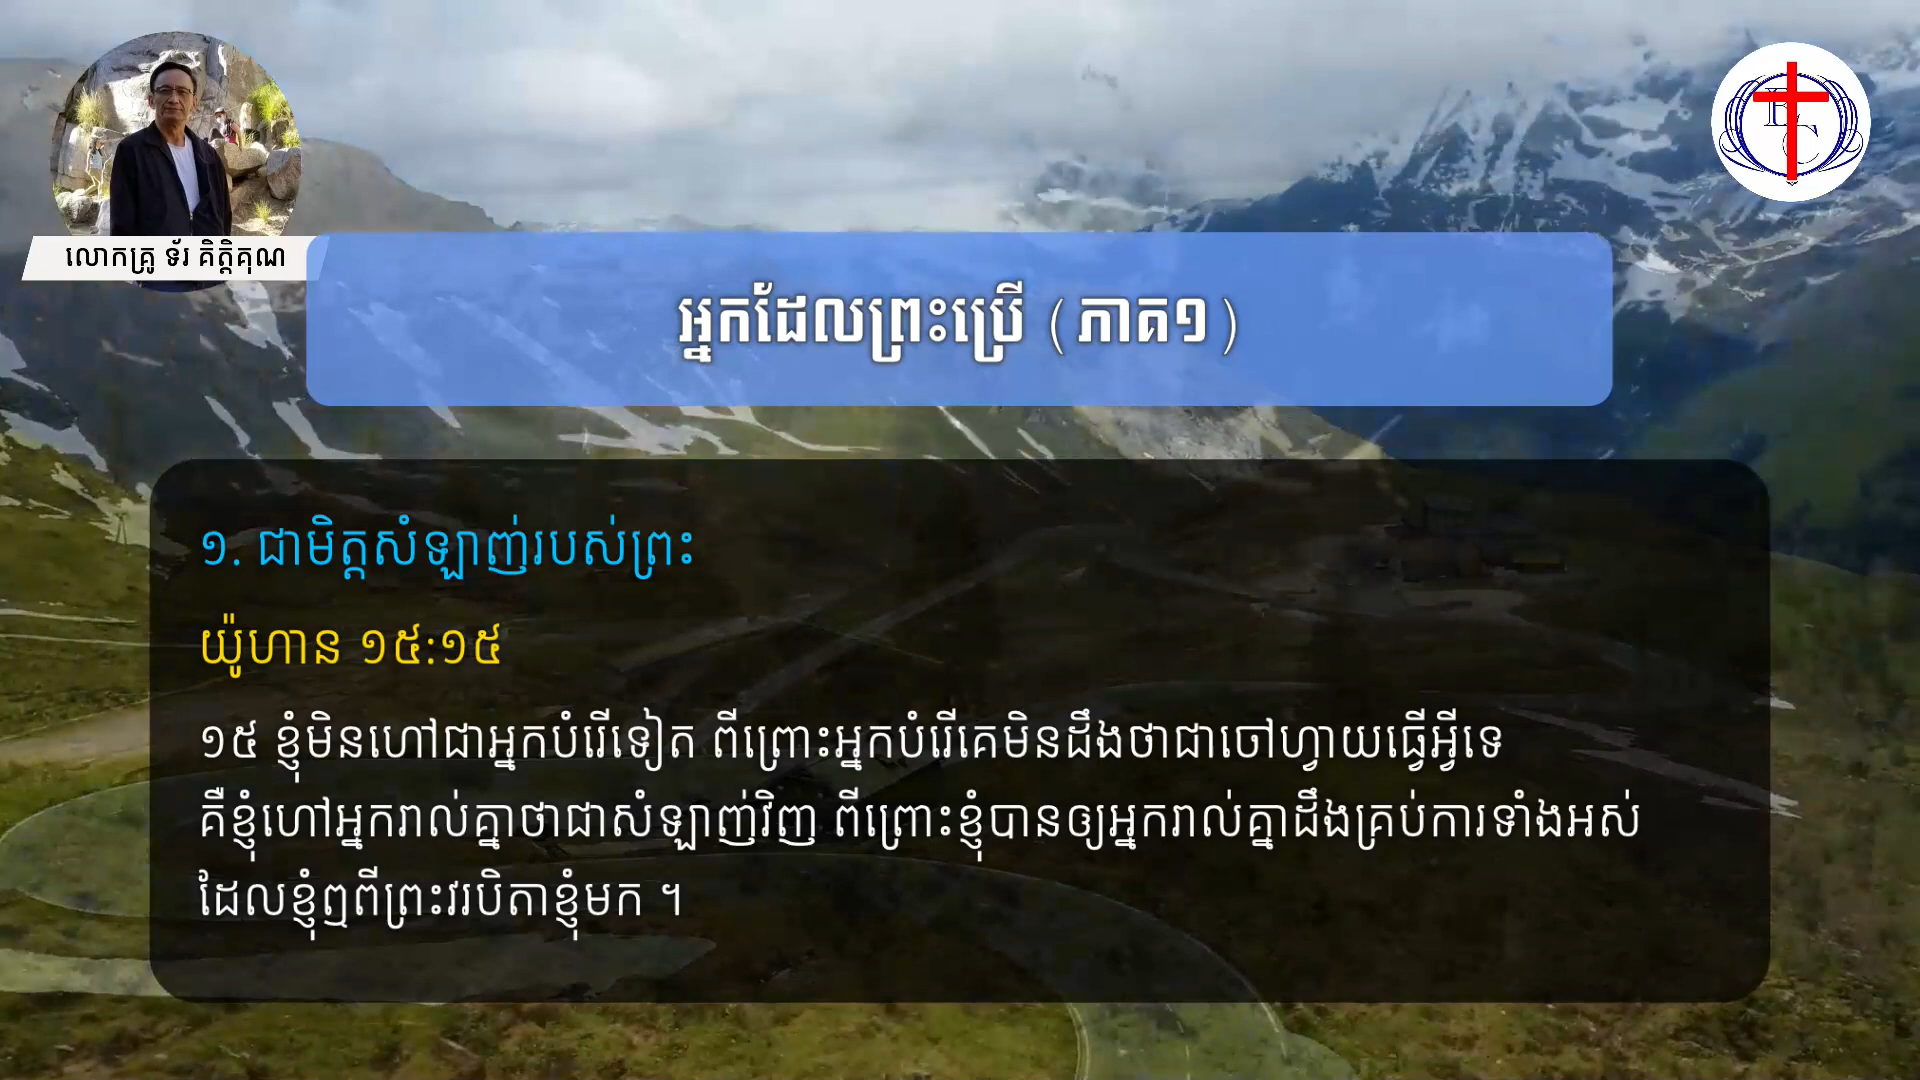 លោកគ្រូ ទ័រ គិត្តិគុណ
EC
អ្នកដែលព្រះប្រើ (ភាគ១)
១. ជាមិត្តសំឡាញ់របស់ព្រះ
យ៉ូហាន ១៥:១៥
១៥ ខ្ញុំមិនហៅជាអ្នកបំរើទៀត ពីព្រោះអ្នកបំរើគេមិនដឹងថាជាចៅហ្វាយធ្វើអ្វីទេ
គឺខ្ញុំហៅអ្នករាល់គ្នាថាជាសំឡាញ់វិញ ពីព្រោះខ្ញុំបានឲ្យអ្នករាល់គ្នាដឹងគ្រប់ការទាំងអស់
ដែលខ្ញុំឮពីព្រះវរបិតាខ្ញុំមក ។